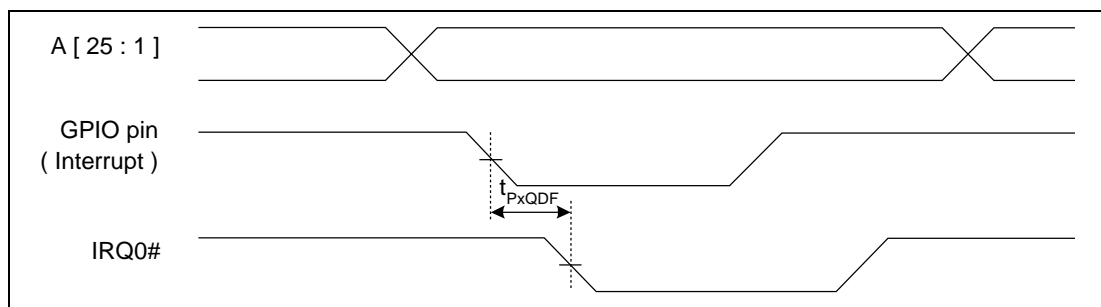 A [ 25 : 1 ]
GPIO pin
( Interrupt )
tPxQDF
IRQ0#